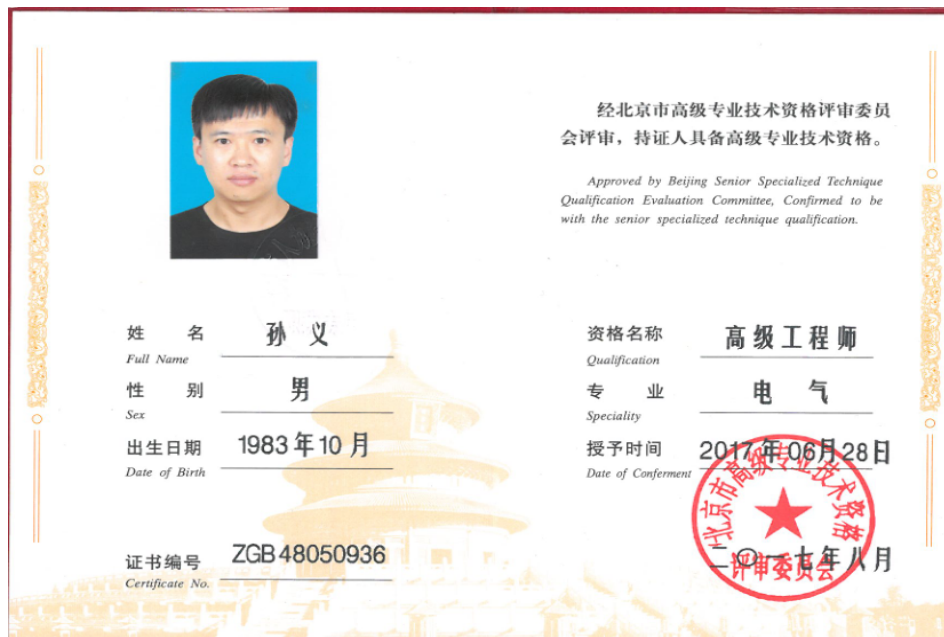 经北京市高级专业技术资格评审委员
会评审，持证人具备高级专业技术资格。
Approved by Beijing Senior Specialized Technique
Qualification Evaluation Committee, Confirmed to be
with the senior specialized technique qualification.
姓 名 孙 义
Full Name
性 别 男
Sex
出生日期 1983年10月
Date of Birth
证书编号 ZGB48050936
Certificate No.
资格名称 高级工程师
Qualification
专 业 电 气
Speciality
授予时间 2017年06月28日
Date of Conferment
北京市高级专业技术资格
评审委员会
二〇一七年八月